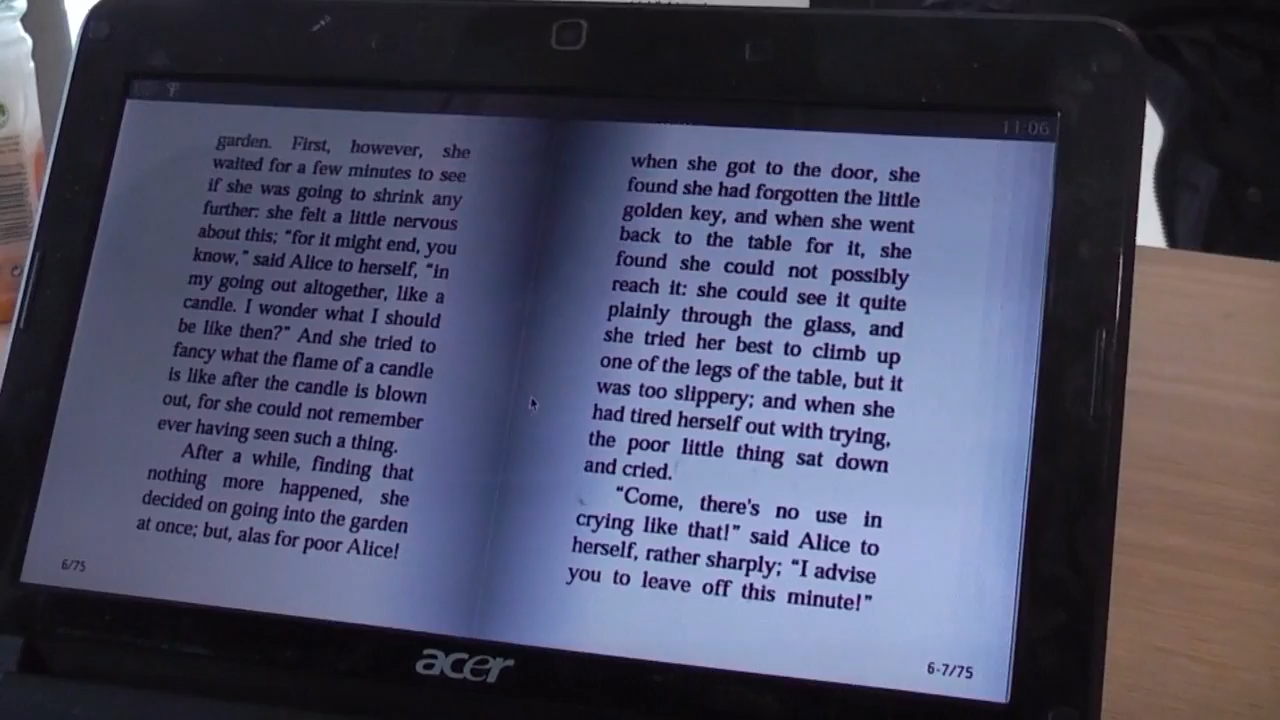 11:06
garden. First, however, she
waited for a few minutes to see
if she was going to shrink any
further: she felt a little nervous
about this; “for it might end, you
know,” said Alice to herself, “in
my going out altogether, like a
candle. I wonder what I should
be like then?” And she tried to
fancy what the flame of a candle
is like after the candle is blown
out, for she could not remember
ever having seen such a thing.
After a while, finding that
nothing more happened, she
decided on going into the garden
at once; but, alas for poor Alice!
6/75
when she got to the door, she
found she had forgotten the little
golden key, and when she went
back to the table for it, she
found she could not possibly
reach it: she could see it quite
plainly through the glass, and
she tried her best to climb up
one of the legs of the table, but it
was too slippery; and when she
had tired herself out with trying,
the poor little thing sat down
and cried.
“Come, there's no use in
crying like that!” said Alice to
herself, rather sharply; “I advise
you to leave off this minute!”
6-7/75
acer